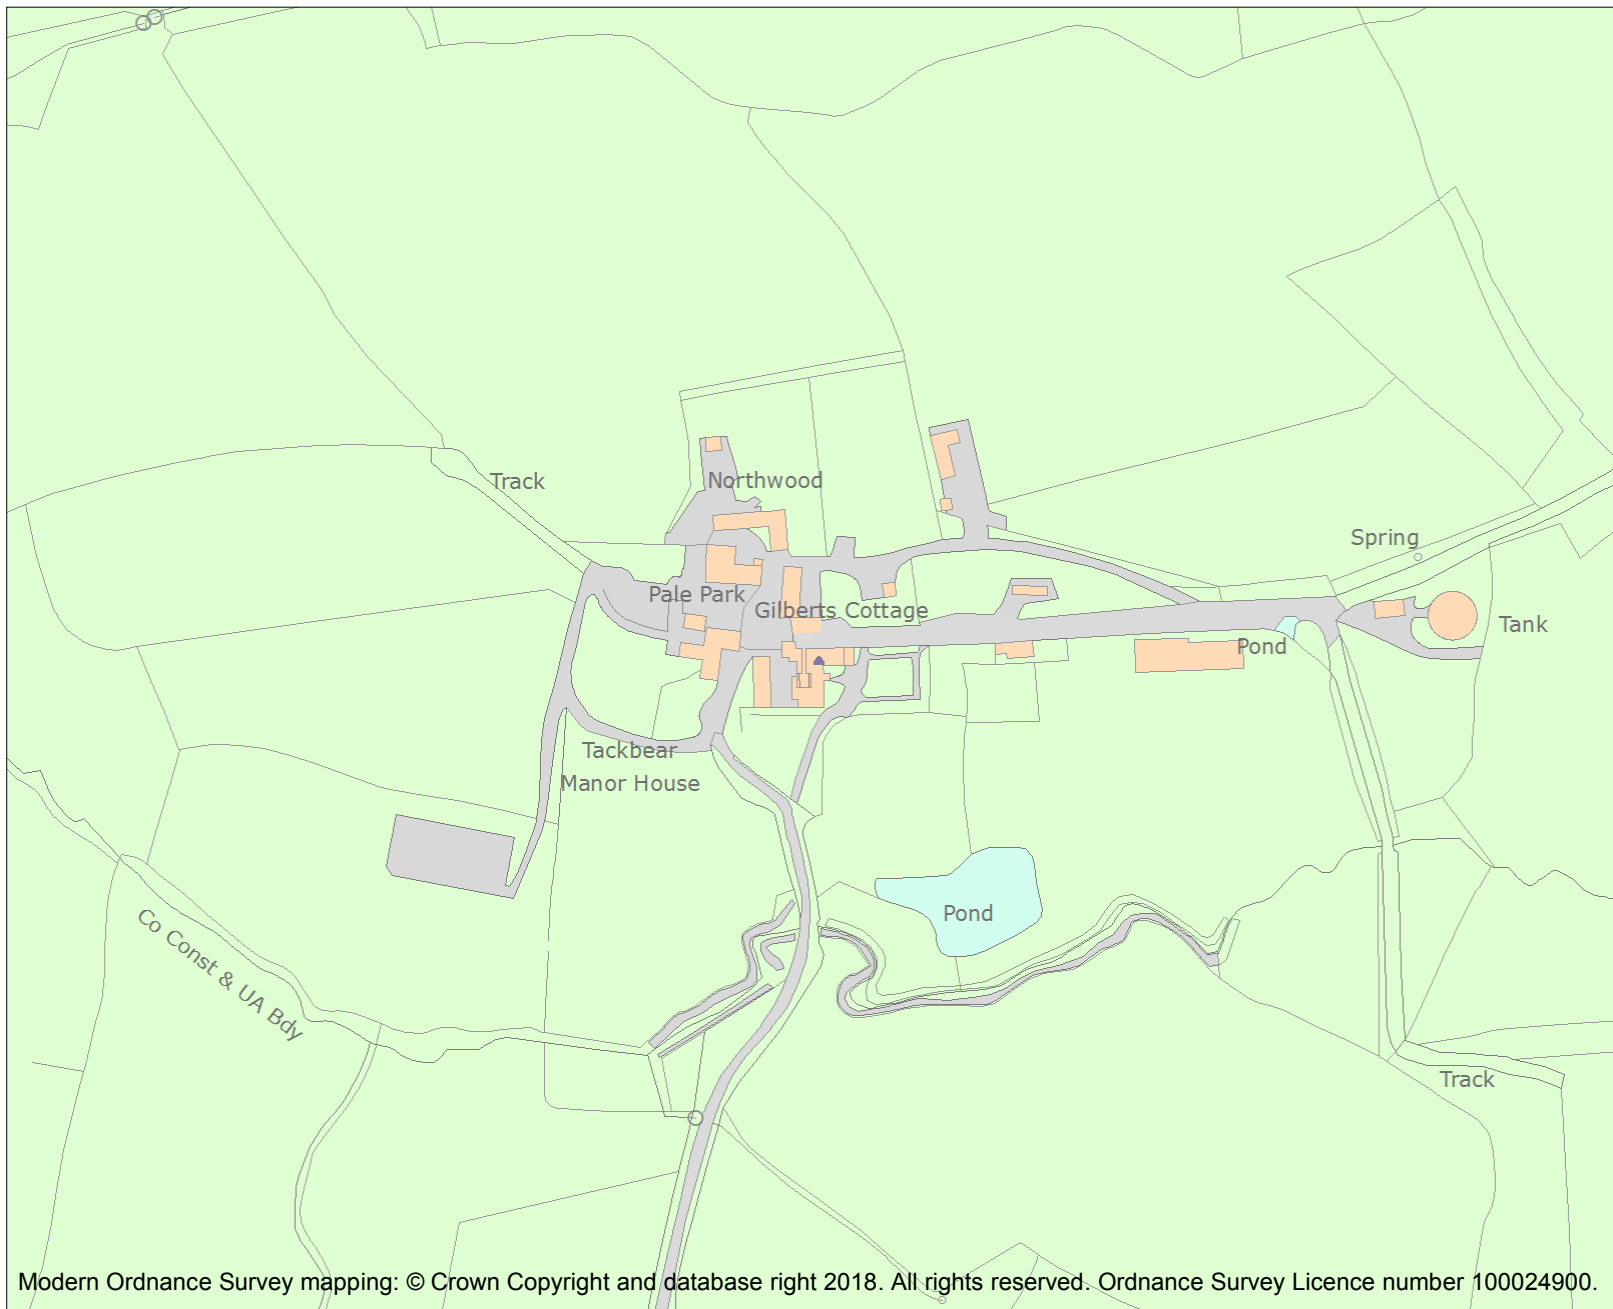 Track
Northwood
Spring
Pale Park
Gilberts Cottage
Tank
Pond
Tackbear
Manor House
Pond
Co Const & UA Bdy
Track
Modern Ordnance Survey mapping: © Crown Copyright and database right 2018. All rights reserved. Ordnance Survey Licence number 100024900.